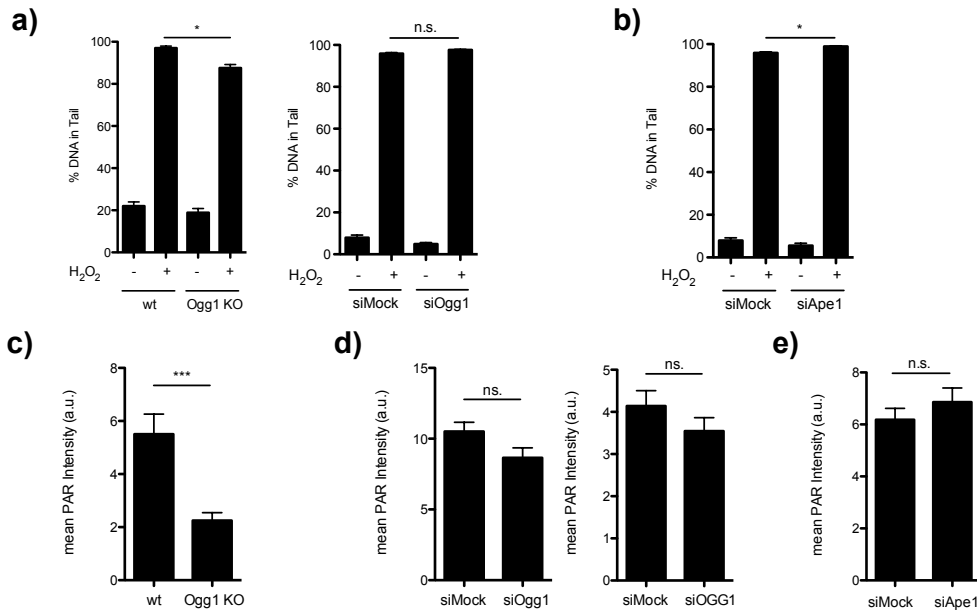 a)
*
100
80
60
40
20
0
% DNA in Tail
H2O2
- + - +
wt Ogg1 KO
n.s.
100
80
60
40
20
0
% DNA in Tail
H2O2
- + - +
siMock siOgg1
b)
*
100
80
60
40
20
0
% DNA in Tail
H2O2
- + - +
siMock siApe1
c)
***
8
6
4
2
0
mean PAR Intensity (a.u.)
wt Ogg1 KO
d)
ns.
15
10
5
0
mean PAR Intensity (a.u.)
siMock siOgg1
ns.
5
4
3
2
1
0
mean PAR Intensity (a.u.)
siMock siOGG1
e)
n.s.
8
6
4
2
0
mean PAR Intensity (a.u.)
siMock siApe1